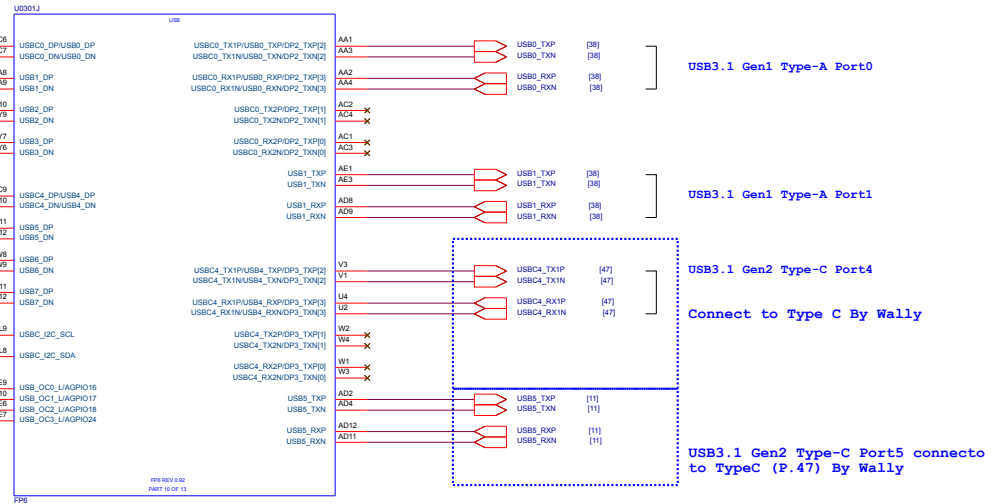 U0301J
USB
USBC0_DP/USB0_DP
USBC0_DN/USB0_DN
USB1_DP
USB1_DN
USB2_DP
USB2_DN
USB3_DP
USB3_DN
USBC4_DP/USB4_DP
USBC4_DN/USB4_DN
USB5_DP
USB5_DN
USB6_DP
USB6_DN
USB7_DP
USB7_DN
USBC_I2C_SCL
USBC_I2C_SDA
USB_OC0_L/AGPIO16
USB_OC1_L/AGPIO17
USB_OC2_L/AGPIO18
USB_OC3_L/AGPIO24
USBC0_TX1P/USB0_TXP/DP2_TXP[2] AA1 USB0_TXP [38]
USBC0_TX1N/USB0_TXN/DP2_TXN[2] AA3 USB0_TXN [38]
USB3.1 Gen1 Type-A Port0
USBC0_RX1P/USB0_RXP/DP2_TXP[3] AA2 USB0_RXP [38]
USBC0_RX1N/USB0_RXN/DP2_TXN[3] AA4 USB0_RXN [38]
USBC0_TX2P/DP2_TXP[1] AC2
USBC0_TX2N/DP2_TXN[1] AC4
USBC0_RX2P/DP2_TXP[0] AC1
USBC0_RX2N/DP2_TXN[0] AC3
USB1_TXP AE1 USB1_TXP [38]
USB1_TXN AE3 USB1_TXN [38]
USB3.1 Gen1 Type-A Port1
USB1_RXP AD8 USB1_RXP [38]
USB1_RXN AD9 USB1_RXN [38]
USBC4_TX1P/USB4_TXP/DP3_TXP[2] V3 USBC4_TX1P [47]
USB3.1 Gen2 Type-C Port4
USBC4_TX1N/USB4_TXN/DP3_TXN[2] V1 USBC4_TX1N [47]
USBC4_RX1P/USB4_RXP/DP3_TXP[3] U4 USBC4_RX1P [47]
USBC4_RX1N/USB4_RXN/DP3_TXN[3] U2 USBC4_RX1N [47]
Connect to Type C By Wally
USBC4_TX2P/DP3_TXP[1] W2
USBC4_TX2N/DP3_TXN[1] W4
USBC4_RX2P/DP3_TXP[0] W1
USBC4_RX2N/DP3_TXN[0] W3
USB5_TXP AD2 USB5_TXP [11]
USB5_TXN AD4 USB5_TXN [11]
USB5_RXP AD12 USB5_RXP [11]
USB5_RXN AD11 USB5_RXN [11]
USB3.1 Gen2 Type-C Port5 connecto
to TypeC (P.47) By Wally
FP6 REV 0.92
PART 10 OF 13
FP6